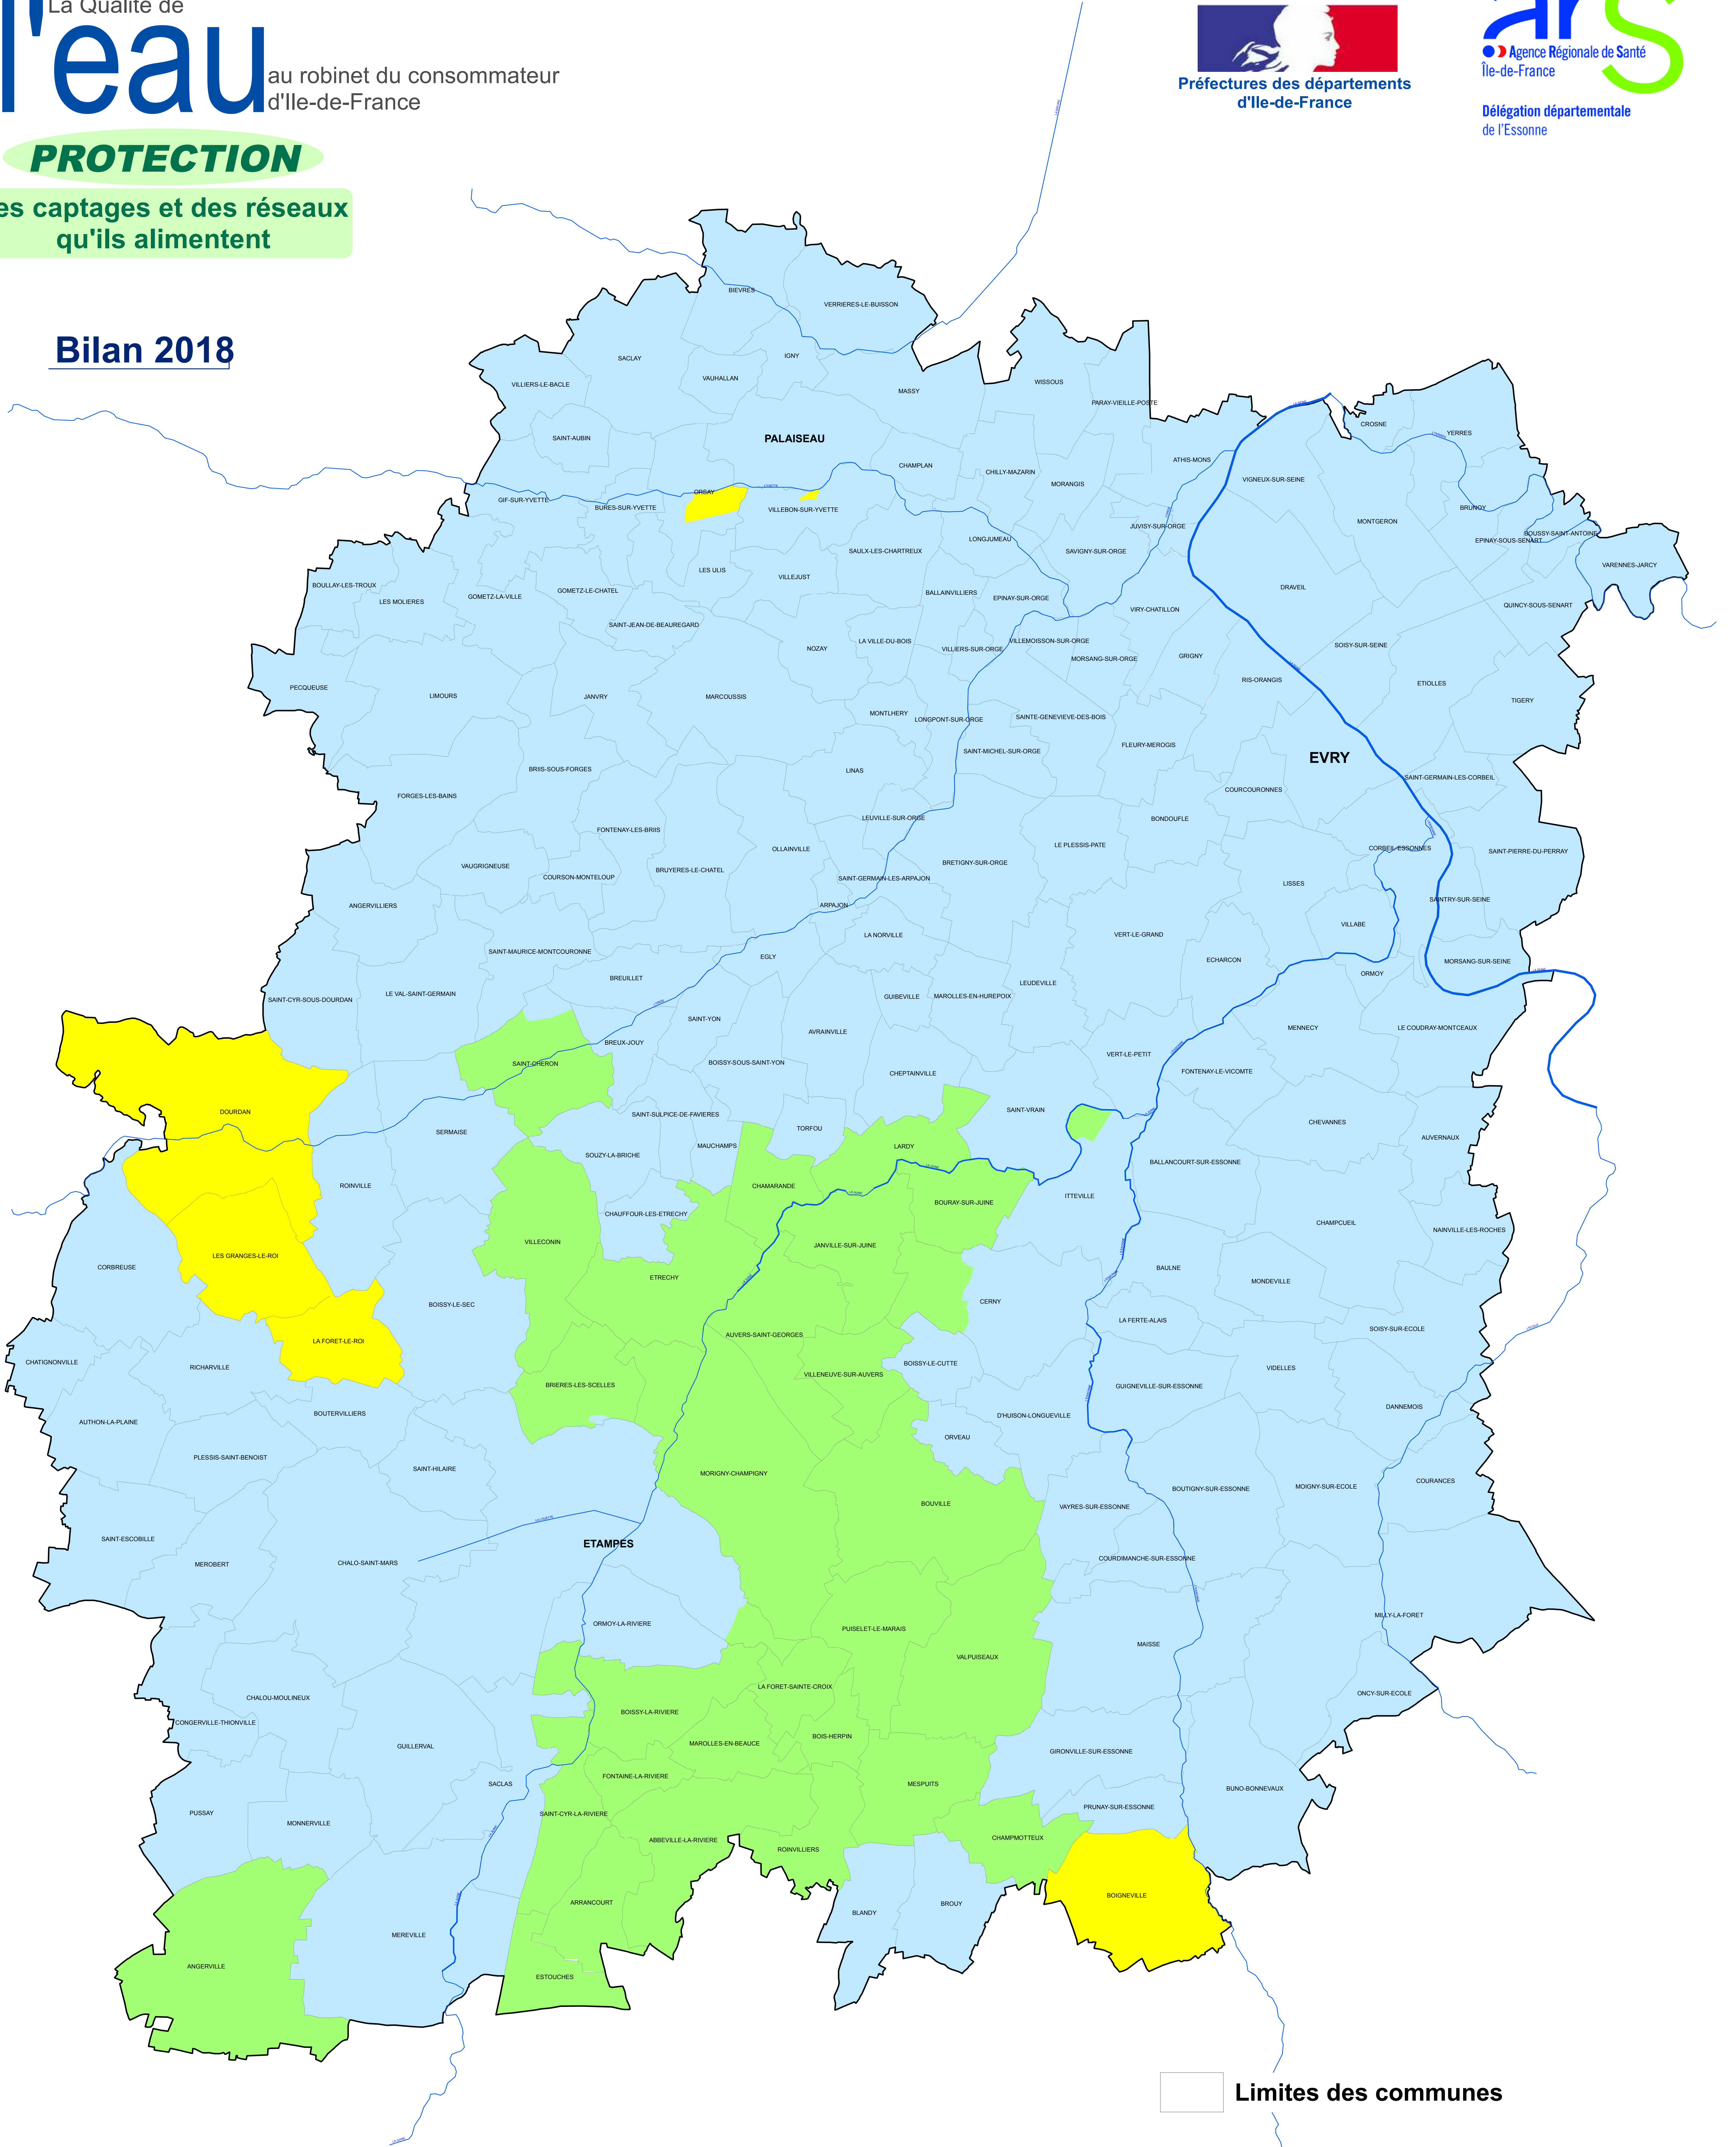 La Qualité de
l'eau
au robinet du consommateur
d'Ile-de-France
PROTECTION
es captages et des réseaux
qu'ils alimentent
Bilan 2018
Préfectures des départements
d'Ile-de-France
ars
Agence Régionale de Santé
Île-de-France
Délégation départementale
de l'Essonne
BIEVRES
VERRIERES-LE-BUISSON
SACLAY
IGNY
VAUHALLAN
VILLIERS-LE-BACLE
MASSY
WISSOUS
PARAY-VIEILLE-POSTE
SAINT-AUBIN
PALAISEAU
CROSNE
YERRES
CHAMPLAN
CHILLY-MAZARIN
MORANGIS
ATHIS-MONS
VIGNEUX-SUR-SEINE
GIF-SUR-YVETTE
BURES-SUR-YVETTE
ORSAY
VILLEBON-SUR-YVETTE
MONTGERON
BRUNOY
JUVISY-SUR-ORGE
EPINAY-SOUS-SENART
BOUSSY-SAINT-ANTOINE
LONGJUMEAU
SAULX-LES-CHARTREUX
SAVIGNY-SUR-ORGE
VARENNES-JARCY
BOULLAY-LES-TROUX
LES MOLIERES
GOMETZ-LA-VILLE
GOMETZ-LE-CHATEL
LES ULIS
VILLEJUST
BALLAINVILLIERS
EPINAY-SUR-ORGE
DRAVEIL
QUINCY-SOUS-SENART
VIRY-CHATILLON
SAINT-JEAN-DE-BEAUREGARD
NOZAY
LA VILLE-DU-BOIS
VILLIERS-SUR-ORGE
VILLEMOISSON-SUR-ORGE
MORSANG-SUR-ORGE
GRIGNY
SOISY-SUR-SEINE
PECQUEUSE
LIMOURS
JANVRY
MARCOUSSIS
RIS-ORANGIS
ETIOLLES
TIGERY
MONTLHERY
LONGPONT-SUR-ORGE
SAINTE-GENEVIEVE-DES-BOIS
FLEURY-MEROGIS
SAINT-MICHEL-SUR-ORGE
EVRY
BRIIS-SOUS-FORGES
LINAS
SAINT-GERMAIN-LES-CORBEIL
FORGES-LES-BAINS
COURCOURONNES
FONTENAY-LES-BRIIS
LEUVILLE-SUR-ORGE
BONDOUFLE
OLLAINVILLE
LE PLESSIS-PATE
CORBEIL-ESSONNES
SAINT-PIERRE-DU-PERRAY
VAUGRIGNEUSE
COURSON-MONTELOUP
BRUYERES-LE-CHATEL
BRETIGNY-SUR-ORGE
SAINT-GERMAIN-LES-ARPAJON
LISSES
SAINTRY-SUR-SEINE
ANGERVILLIERS
ARPAJON
VILLABE
LA NORVILLE
VERT-LE-GRAND
SAINT-MAURICE-MONTCOURONNE
EGLY
ECHARCON
MORSANG-SUR-SEINE
BREUILLET
LEUDEVILLE
ORMOY
LE VAL-SAINT-GERMAIN
SAINT-CYR-SOUS-DOURDAN
GUIBEVILLE
MAROLLES-EN-HUREPOIX
SAINT-YON
AVRAINVILLE
MENNECY
LE COUDRAY-MONTCEAUX
BREUX-JOUY
VERT-LE-PETIT
SAINT-CHERON
BOISSY-SOUS-SAINT-YON
CHEPTAINVILLE
FONTENAY-LE-VICOMTE
DOURDAN
SAINT-SULPICE-DE-FAVIERES
SAINT-VRAIN
CHEVANNES
SERMAISE
TORFOU
AUVERNAUX
MAUCHAMPS
LARDY
SOUZY-LA-BRICHE
BALLANCOURT-SUR-ESSONNE
ROINVILLE
CHAMARANDE
ITTEVILLE
BOURAY-SUR-JUINE
CHAUFFOUR-LES-ETRECHY
CHAMPCUEIL
NAINVILLE-LES-ROCHES
VILLECONIN
JANVILLE-SUR-JUINE
LES GRANGES-LE-ROI
CORBREUSE
ETRECHY
BAULNE
MONDEVILLE
BOISSY-LE-SEC
CERNY
LA FERTE-ALAIS
SOISY-SUR-ECOLE
LA FORET-LE-ROI
AUVERS-SAINT-GEORGES
CHATIGNONVILLE
RICHARVILLE
BOISSY-LE-CUTTE
VIDELLES
VILLENEUVE-SUR-AUVERS
BRIERES-LES-SCELLES
GUIGNEVILLE-SUR-ESSONNE
DANNEMOIS
BOUTERVILLIERS
D'HUISON-LONGUEVILLE
AUTHON-LA-PLAINE
ORVEAU
PLESSIS-SAINT-BENOIST
SAINT-HILAIRE
MORIGNY-CHAMPIGNY
COURANCES
BOUTIGNY-SUR-ESSONNE
MOIGNY-SUR-ECOLE
BOUVILLE
VAYRES-SUR-ESSONNE
SAINT-ESCOBILLE
ETAMPES
COURDIMANCHE-SUR-ESSONNE
MEROBERT
CHALO-SAINT-MARS
MILLY-LA-FORET
ORMOY-LA-RIVIERE
PUISELET-LE-MARAIS
MAISSE
VALPUISEAUX
LA FORET-SAINTE-CROIX
ONCY-SUR-ECOLE
CHALOU-MOULINEUX
BOISSY-LA-RIVIERE
CONGERVILLE-THIONVILLE
BOIS-HERPIN
MAROLLES-EN-BEAUCE
GUILLERVAL
GIRONVILLE-SUR-ESSONNE
FONTAINE-LA-RIVIERE
SACLAS
MESPUITS
BUNO-BONNEVAUX
PUSSAY
SAINT-CYR-LA-RIVIERE
PRUNAY-SUR-ESSONNE
MONNERVILLE
ABBEVILLE-LA-RIVIERE
CHAMPMOTTEUX
ROINVILLIERS
BOIGNEVILLE
ARRANCOURT
BROUY
BLANDY
MEREVILLE
ANGERVILLE
ESTOUCHES
Limites des communes